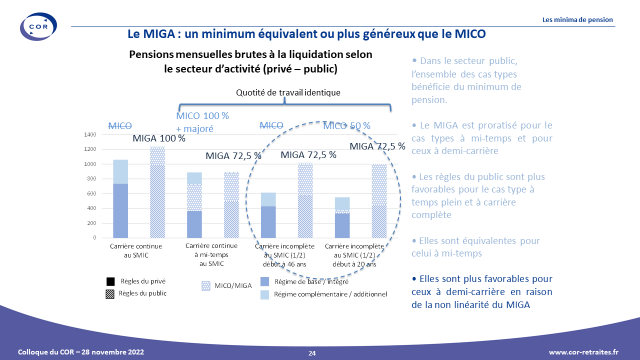 COR
Les minima de pension
Le MIGA : un minimum équivalent ou plus généreux que le MICO
Pensions mensuelles brutes à la liquidation selon
le secteur d'activité (privé – public)
Quotité de travail identique
MICO
MICO 100 %
+ majoré
MICO
MICO 50 %
MIGA 100 %
MIGA 72,5 %
MIGA 72,5 %
MIGA 72,5 %
1400
1200
1000
800
600
400
200
0
Carrière continue
au SMIC
Carrière continue
à mi-temps
au SMIC
Carrière incomplète
au SMIC (1/2)
début à 46 ans
Carrière incomplète
au SMIC (1/2)
début à 20 ans
Règles du privé
Règles du public
MICO/MIGA
Régime de base / intégré
Régime complémentaire / additionnel
• Dans le secteur public,
l'ensemble des cas types
bénéficie du minimum de
pension.
• Le MIGA est proratisé pour le
cas types à mi-temps et pour
ceux à demi-carrière
• Les règles du public sont plus
favorables pour le cas type à
temps plein et à carrière
complète
• Elles sont équivalentes pour
celui à mi-temps
• Elles sont plus favorables pour
ceux à demi-carrière en raison
de la non linéarité du MIGA
Colloque du COR – 28 novembre 2022
24
www.cor-retraites.fr